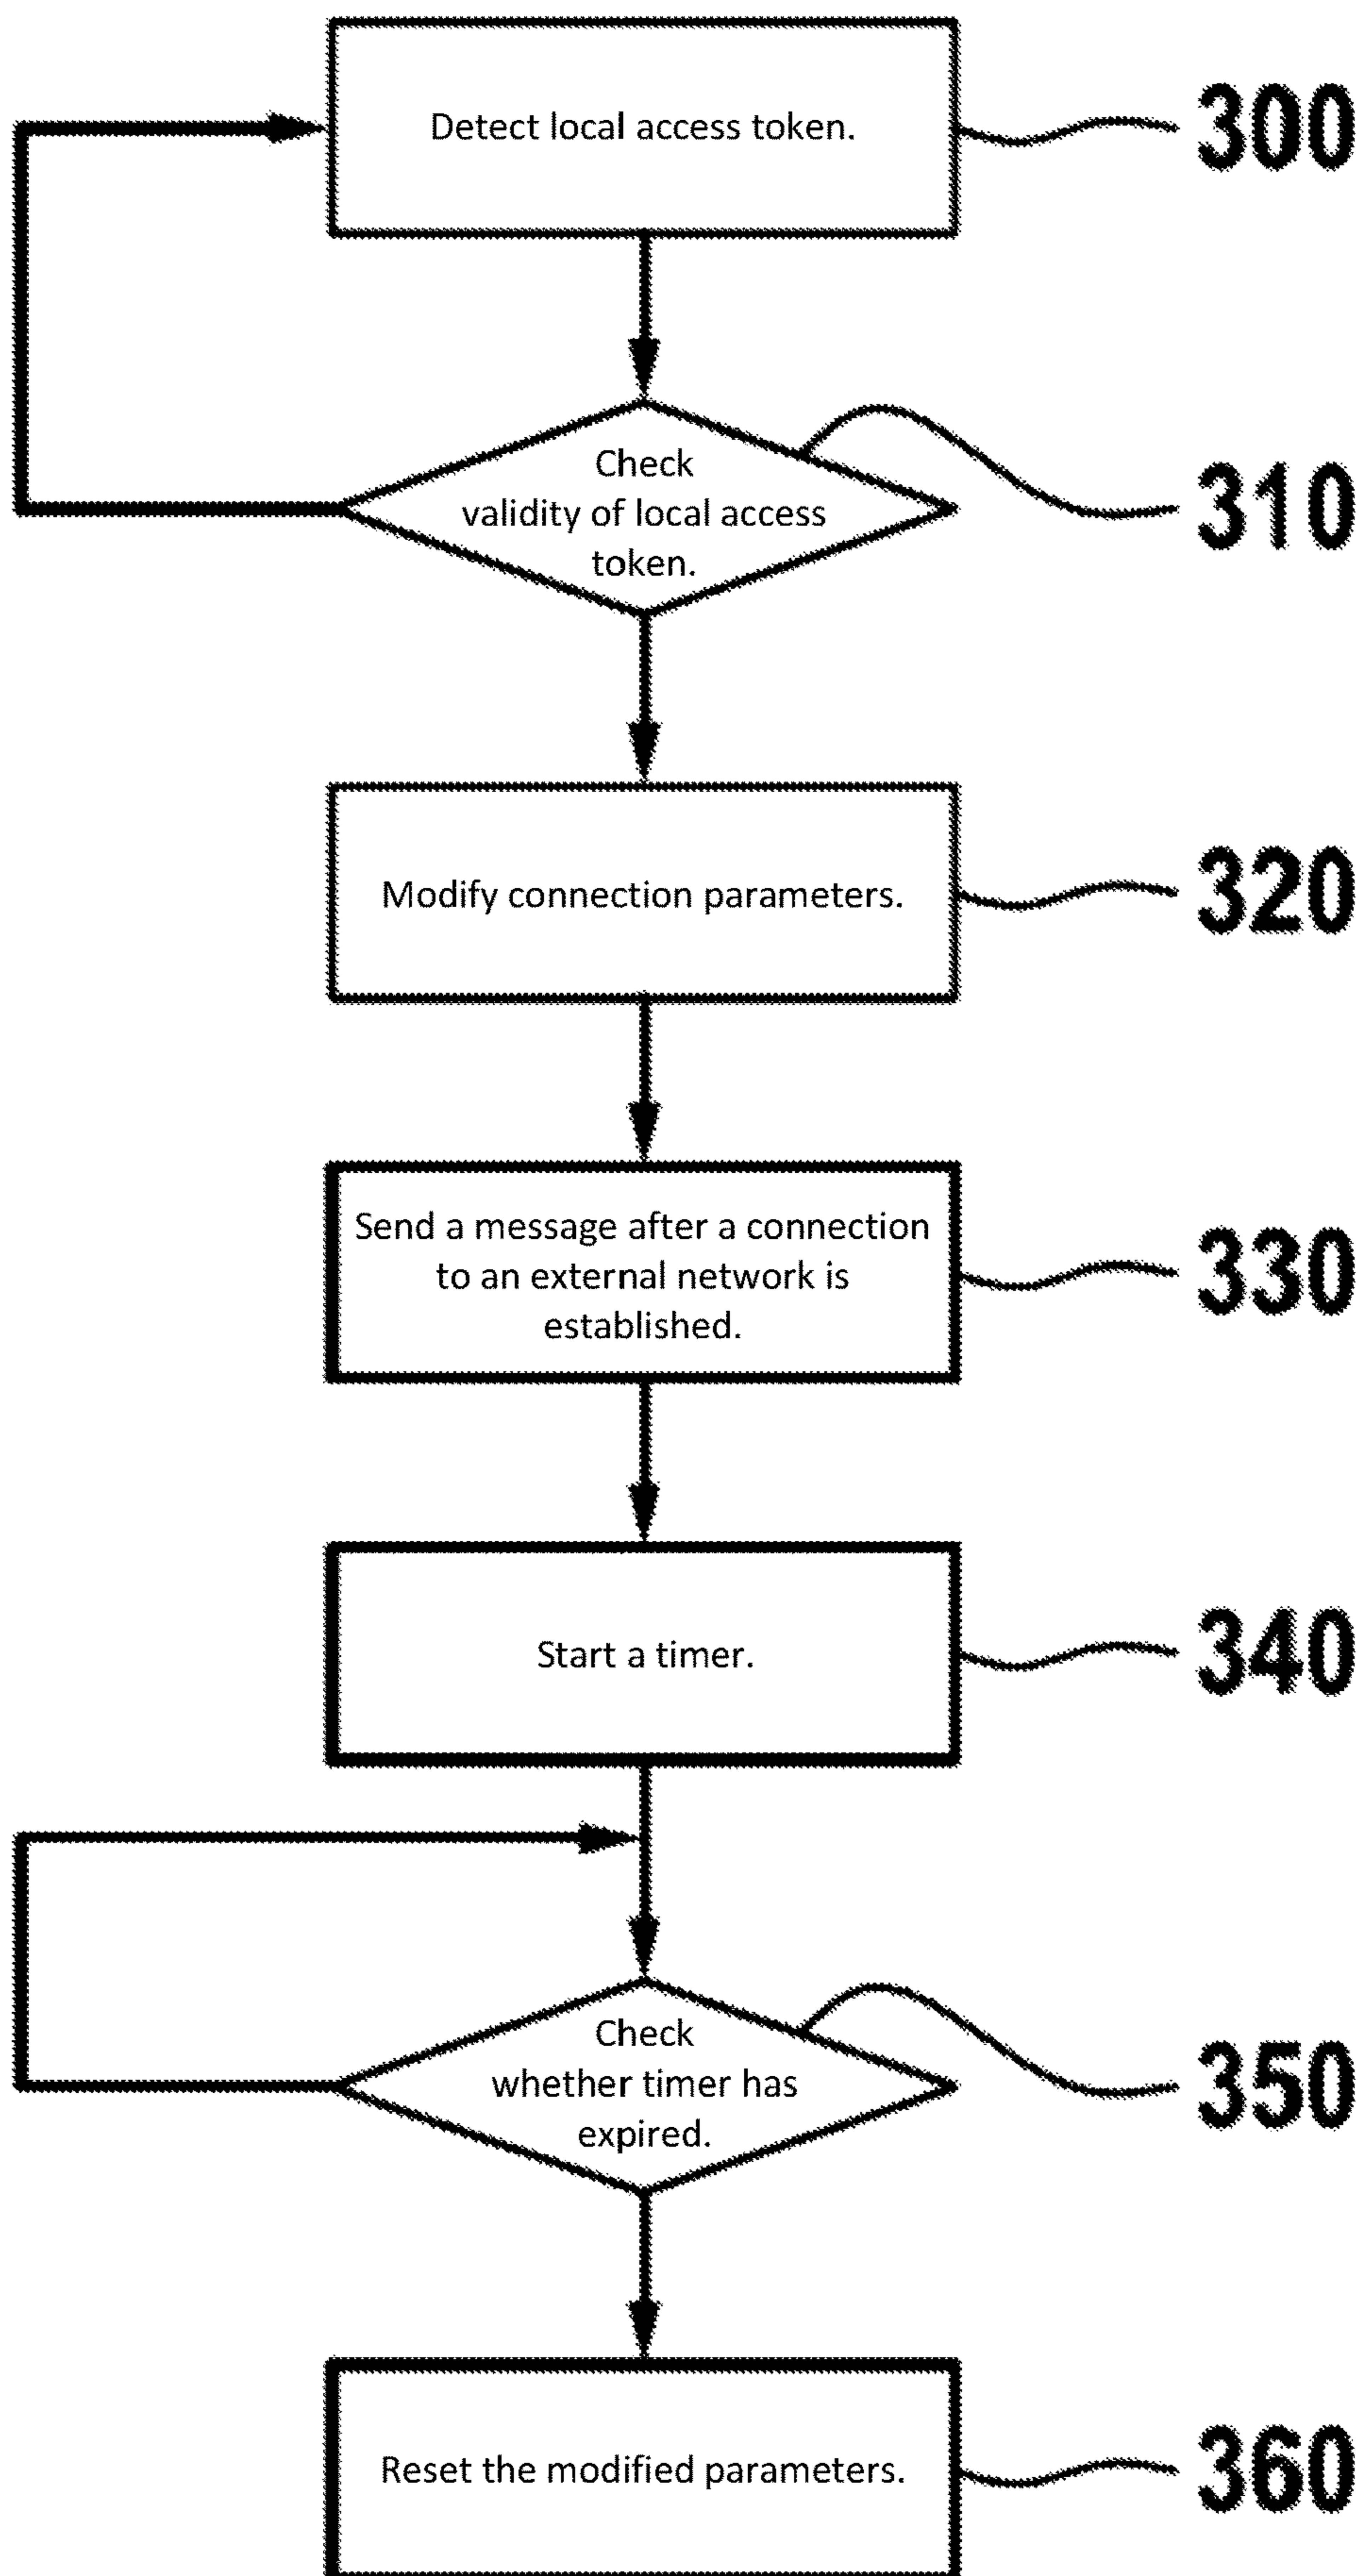 Detect local access token.
300
Check
validity of local access
token.
310
Modify connection parameters.
320
Send a message after a connection
to an external network is
established.
330
Start a timer.
340
Check
whether timer has
expired.
350
Reset the modified parameters.
360